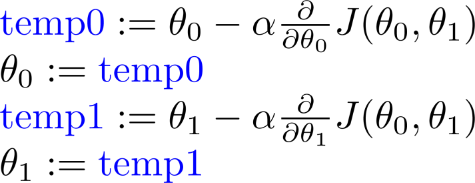 temp0 := θ₀ − α ∂/∂θ₀ J(θ₀, θ₁)
θ₀ := temp0
temp1 := θ₁ − α ∂/∂θ₁ J(θ₀, θ₁)
θ₁ := temp1